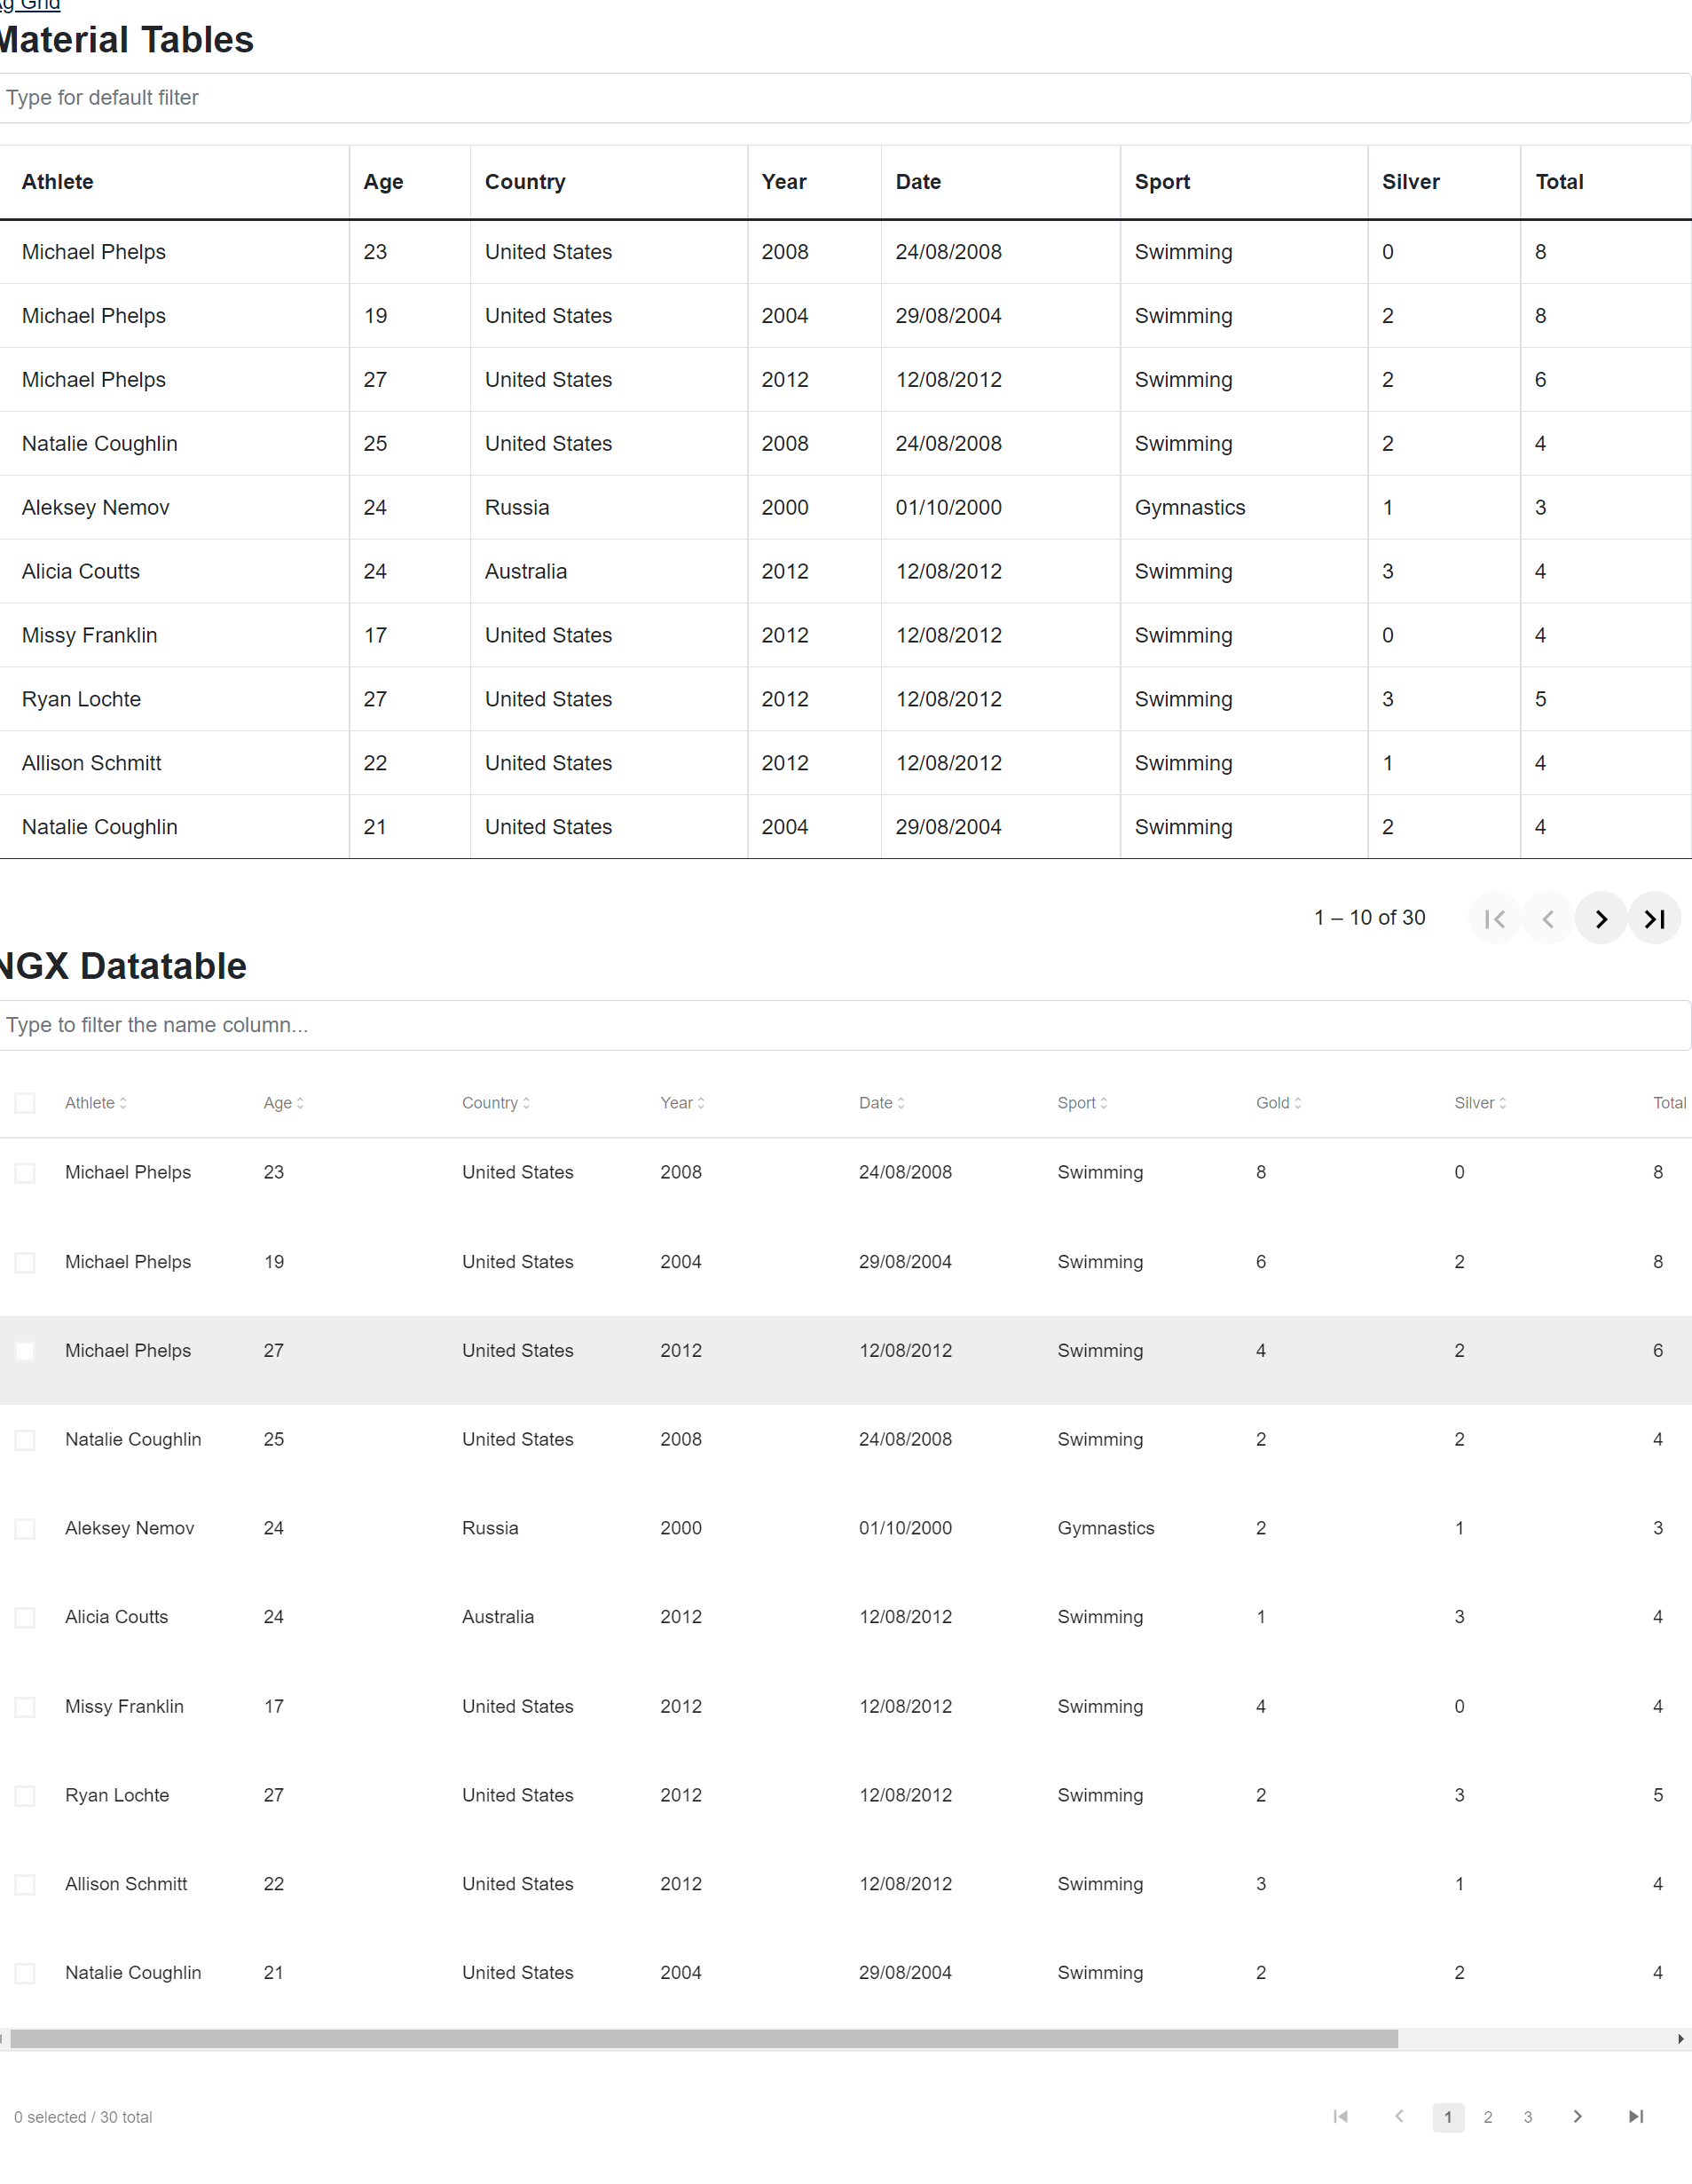 Ag Grid
Material Tables
Type for default filter
Athlete Age Country Year Date Sport Silver Total
Michael Phelps 23 United States 2008 24/08/2008 Swimming 0 8
Michael Phelps 19 United States 2004 29/08/2004 Swimming 2 8
Michael Phelps 27 United States 2012 12/08/2012 Swimming 2 6
Natalie Coughlin 25 United States 2008 24/08/2008 Swimming 2 4
Aleksey Nemov 24 Russia 2000 01/10/2000 Gymnastics 1 3
Alicia Coutts 24 Australia 2012 12/08/2012 Swimming 3 4
Missy Franklin 17 United States 2012 12/08/2012 Swimming 0 4
Ryan Lochte 27 United States 2012 12/08/2012 Swimming 3 5
Allison Schmitt 22 United States 2012 12/08/2012 Swimming 1 4
Natalie Coughlin 21 United States 2004 29/08/2004 Swimming 2 4
1 – 10 of 30
NGX Datatable
Type to filter the name column...
Athlete Age Country Year Date Sport Gold Silver Total
Michael Phelps 23 United States 2008 24/08/2008 Swimming 8 0 8
Michael Phelps 19 United States 2004 29/08/2004 Swimming 6 2 8
Michael Phelps 27 United States 2012 12/08/2012 Swimming 4 2 6
Natalie Coughlin 25 United States 2008 24/08/2008 Swimming 2 2 4
Aleksey Nemov 24 Russia 2000 01/10/2000 Gymnastics 2 1 3
Alicia Coutts 24 Australia 2012 12/08/2012 Swimming 1 3 4
Missy Franklin 17 United States 2012 12/08/2012 Swimming 4 0 4
Ryan Lochte 27 United States 2012 12/08/2012 Swimming 2 3 5
Allison Schmitt 22 United States 2012 12/08/2012 Swimming 3 1 4
Natalie Coughlin 21 United States 2004 29/08/2004 Swimming 2 2 4
0 selected / 30 total 1 2 3